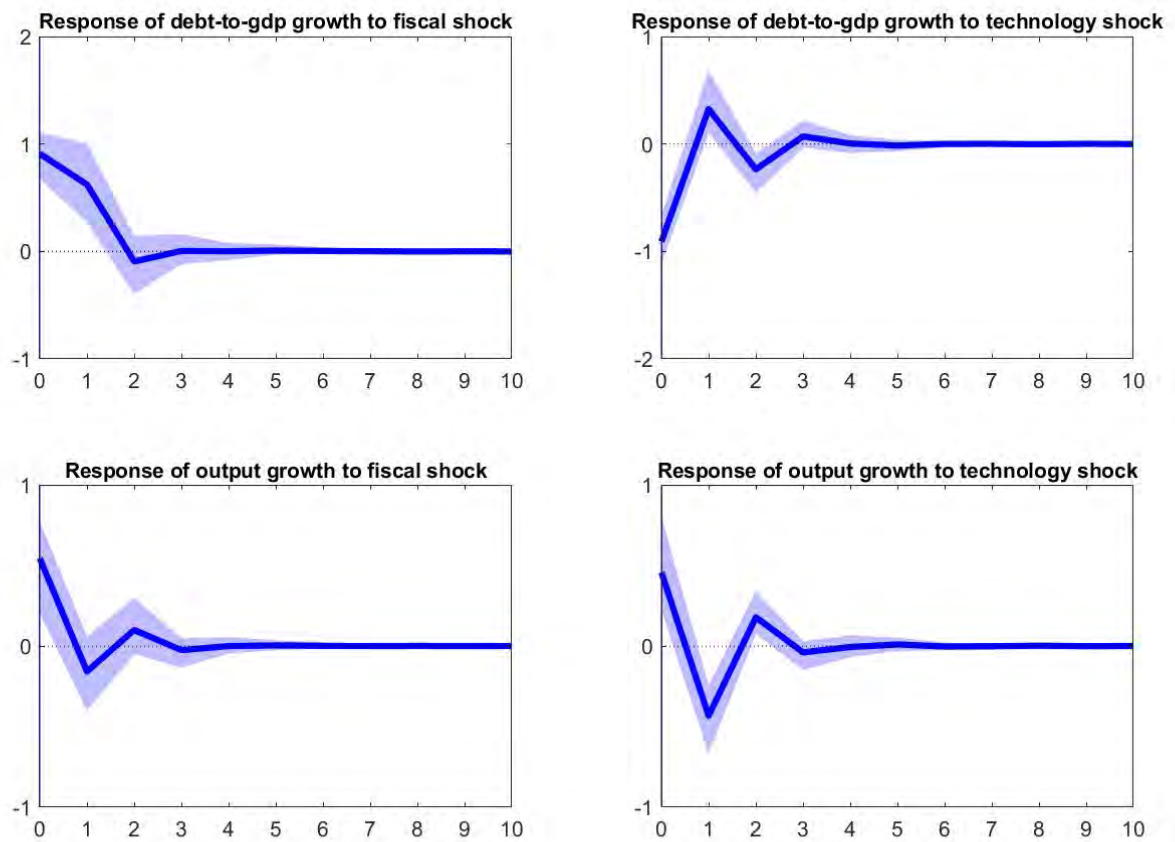 Response of debt-to-gdp growth to fiscal shock
2
1
0
-1
0 1 2 3 4 5 6 7 8 9 10
Response of debt-to-gdp growth to technology shock
1
0
-1
-2
0 1 2 3 4 5 6 7 8 9 10
Response of output growth to fiscal shock
1
0
-1
0 1 2 3 4 5 6 7 8 9 10
Response of output growth to technology shock
1
0
-1
0 1 2 3 4 5 6 7 8 9 10